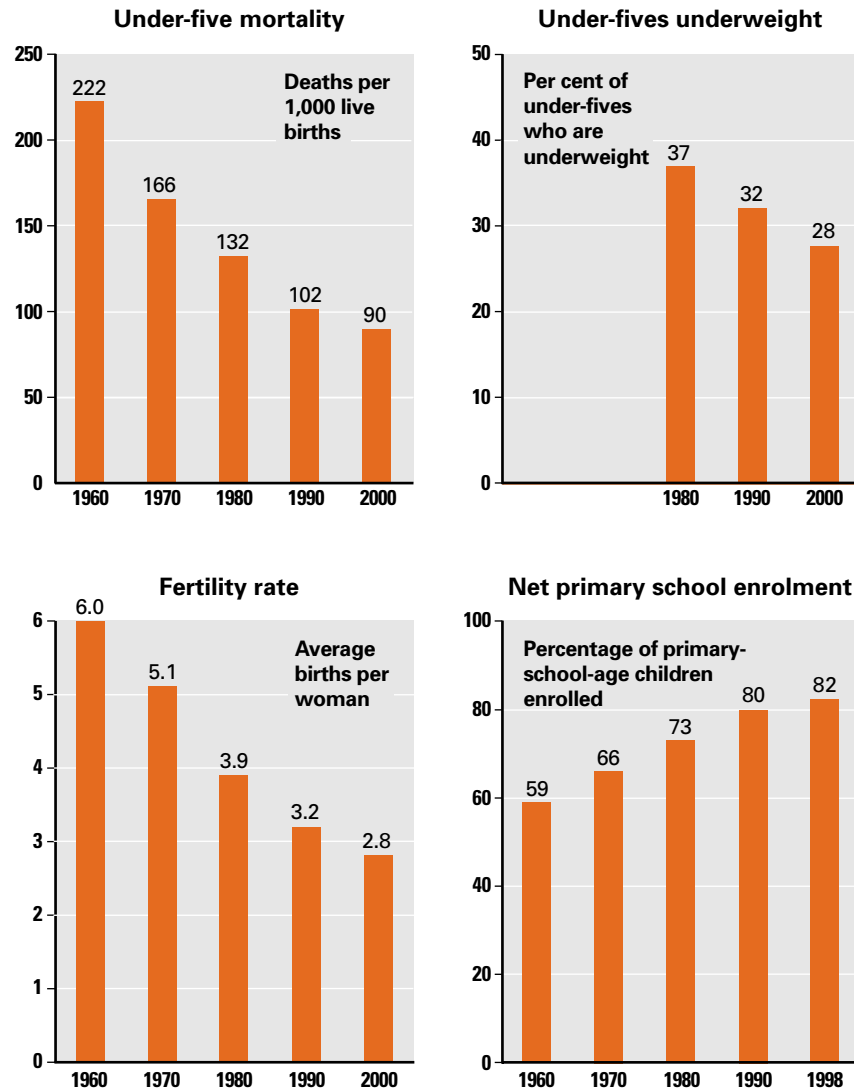 Under-five mortality
250
200
150
100
50
0
Deaths per
1,000 live
births
222
166
132
102
90
1960 1970 1980 1990 2000
Under-fives underweight
50
40
30
20
10
0
Per cent of
under-fives
who are
underweight
37
32
28
1980 1990 2000
Fertility rate
6
5
4
3
2
1
0
Average
births per
woman
6.0
5.1
3.9
3.2
2.8
1960 1970 1980 1990 2000
Net primary school enrolment
100
80
60
40
20
0
Percentage of primary-
school-age children
enrolled
59
66
73
80
82
1960 1970 1980 1990 1998